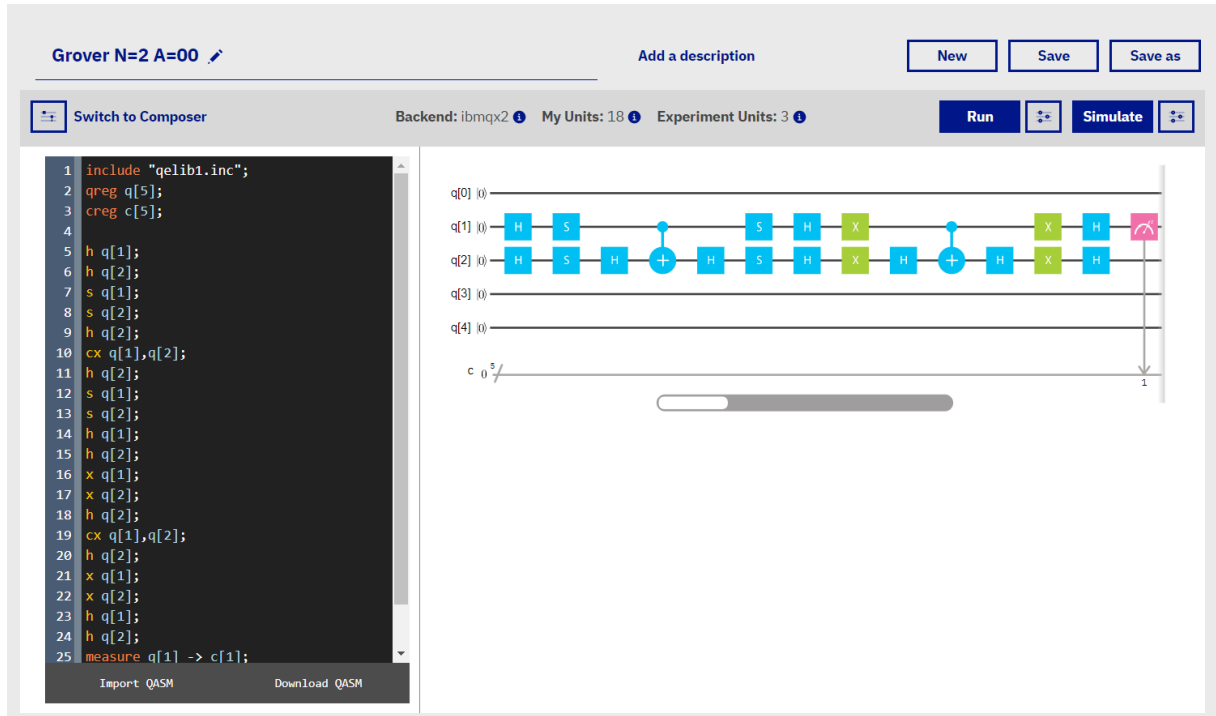 Grover N=2 A=00 Add a description New Save Save as
Switch to Composer Backend: ibmqx2 My Units: 18 Experiment Units: 3 Run Simulate
1 include "qelib1.inc";
2 qreg q[5];
3 creg c[5];
4
5 h q[1];
6 h q[2];
7 s q[1];
8 s q[2];
9 h q[2];
10 cx q[1],q[2];
11 h q[2];
12 s q[1];
13 s q[2];
14 h q[1];
15 h q[2];
16 x q[1];
17 x q[2];
18 h q[2];
19 cx q[1],q[2];
20 h q[2];
21 x q[1];
22 x q[2];
23 h q[1];
24 h q[2];
25 measure q[1] -> c[1];
Import QASM Download QASM
q[0] |0⟩
q[1] |0⟩ H S S H X X H
q[2] |0⟩ H S H + H S H X H + H X H
q[3] |0⟩
q[4] |0⟩
c 0 5
1